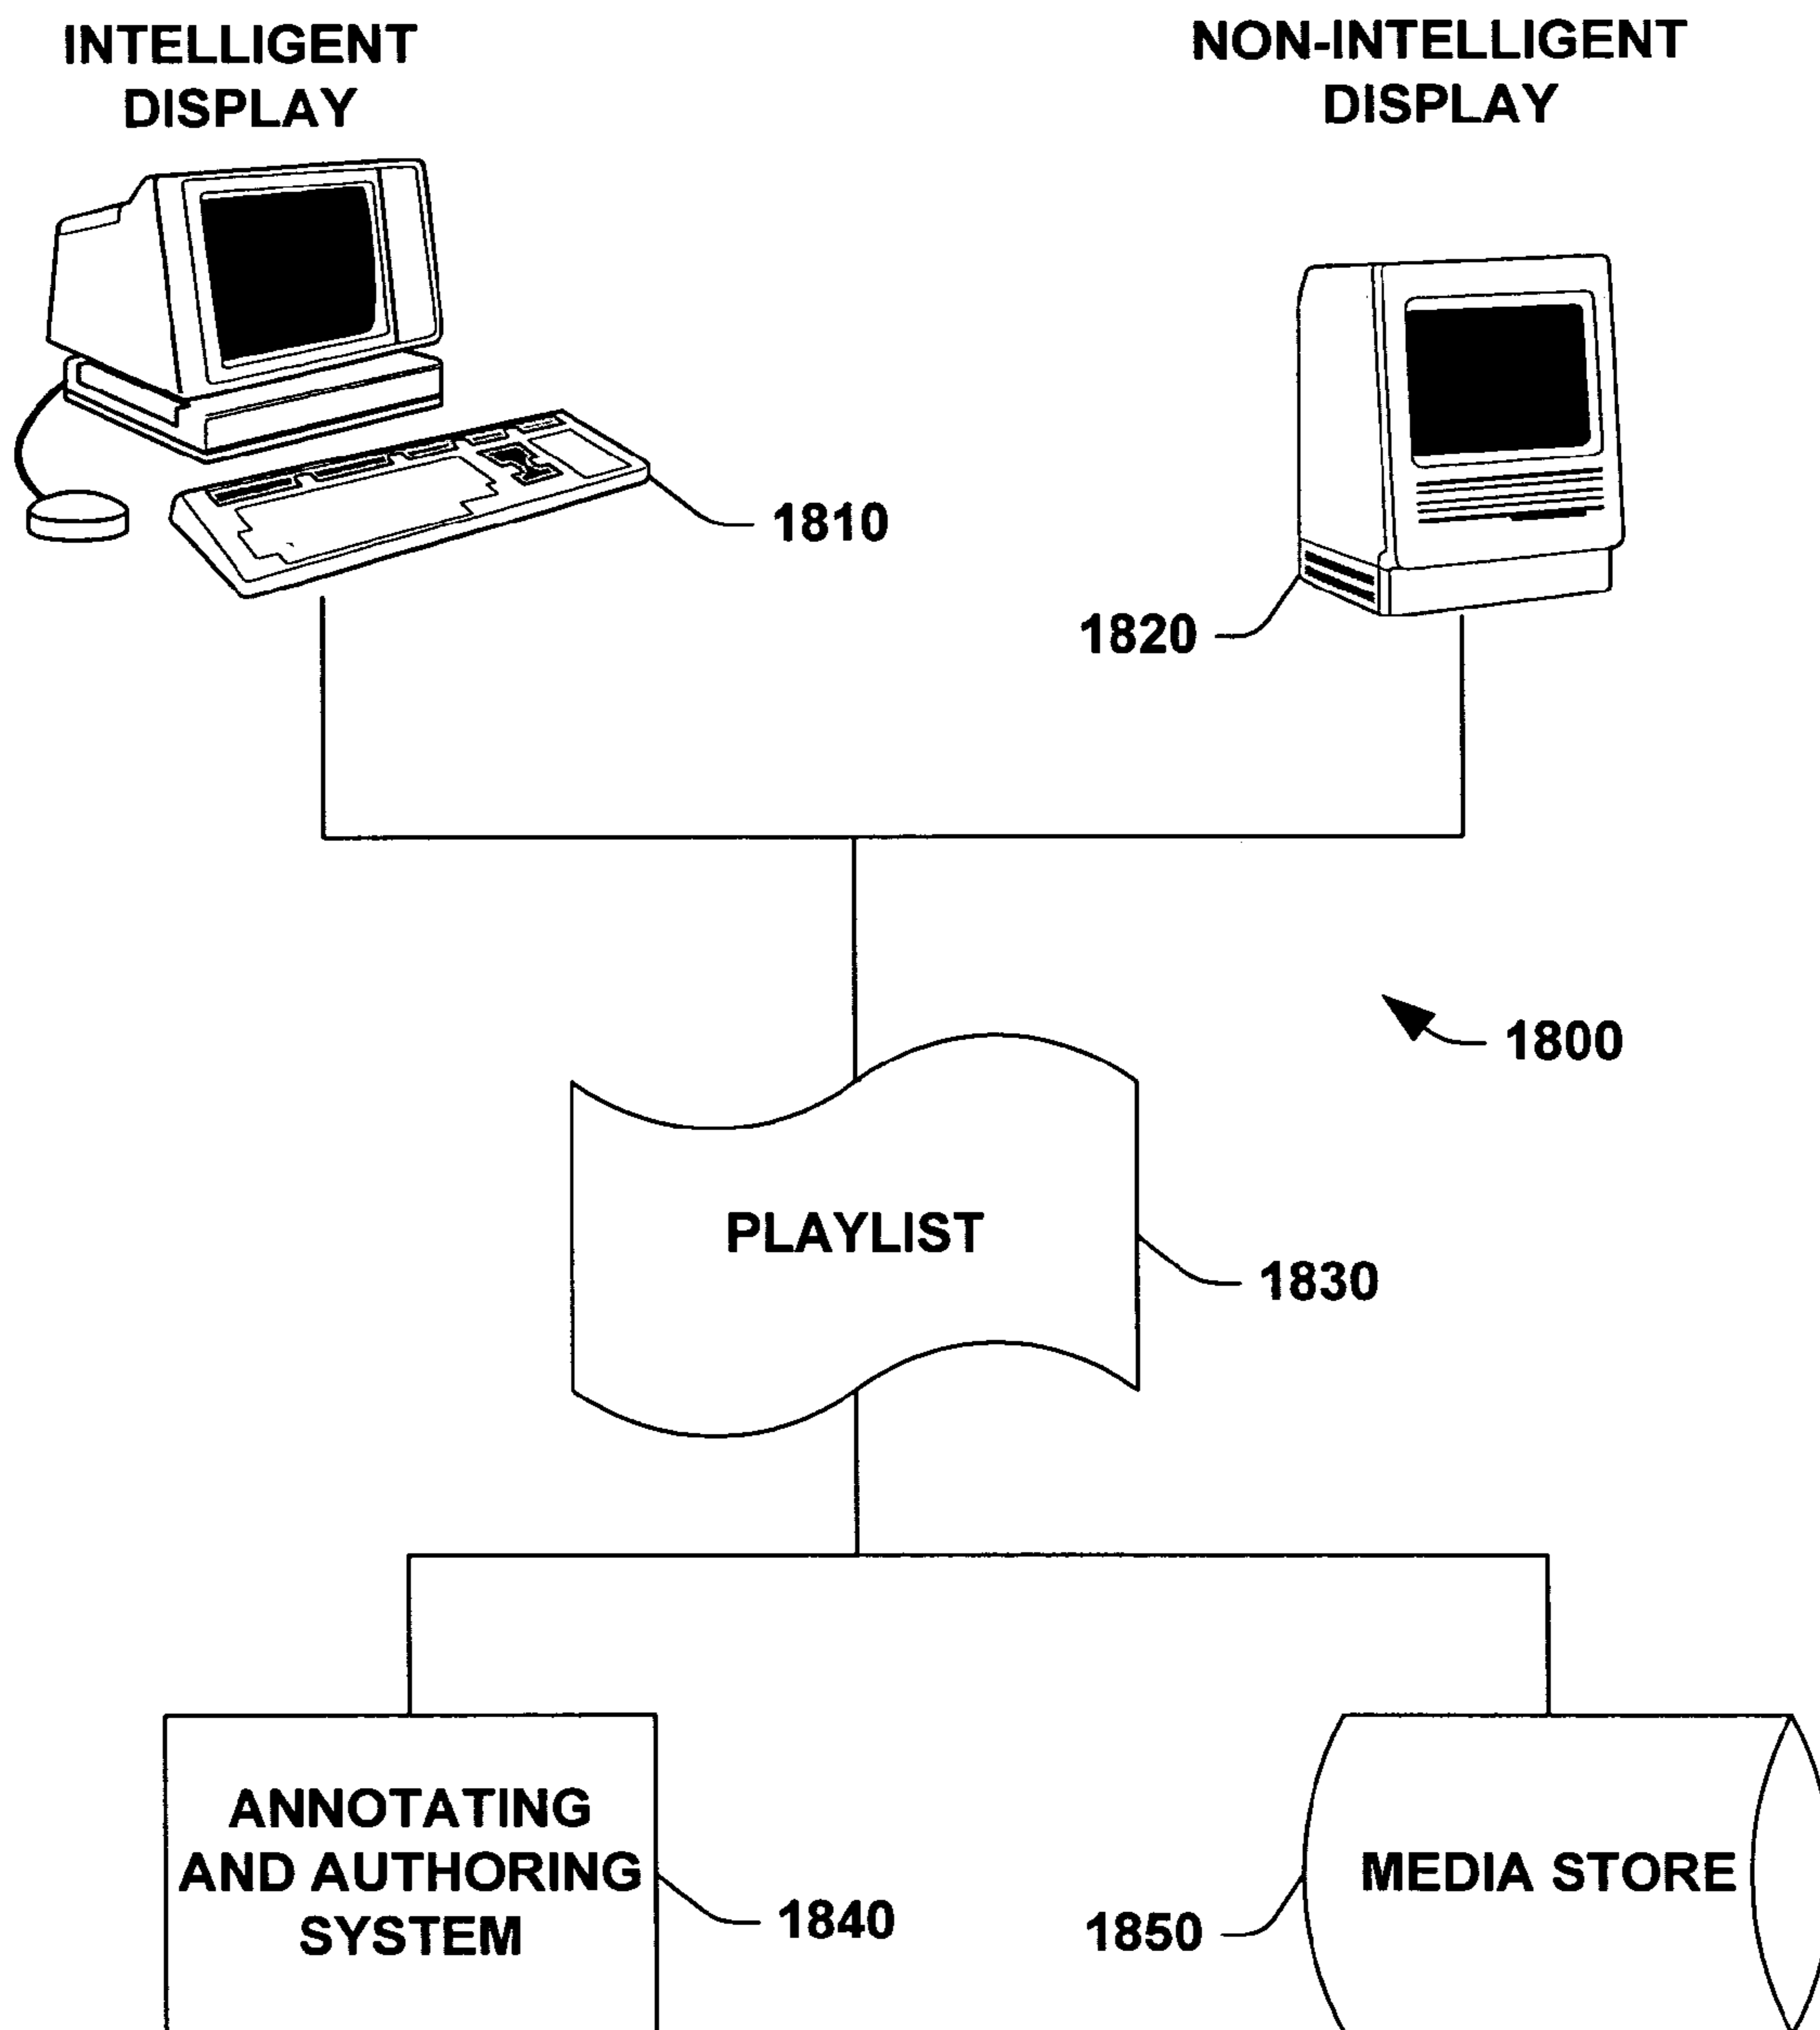 INTELLIGENT
DISPLAY
NON-INTELLIGENT
DISPLAY
1810
1820
1800
PLAYLIST
1830
ANNOTATING
AND AUTHORING
SYSTEM
1840
1850
MEDIA STORE